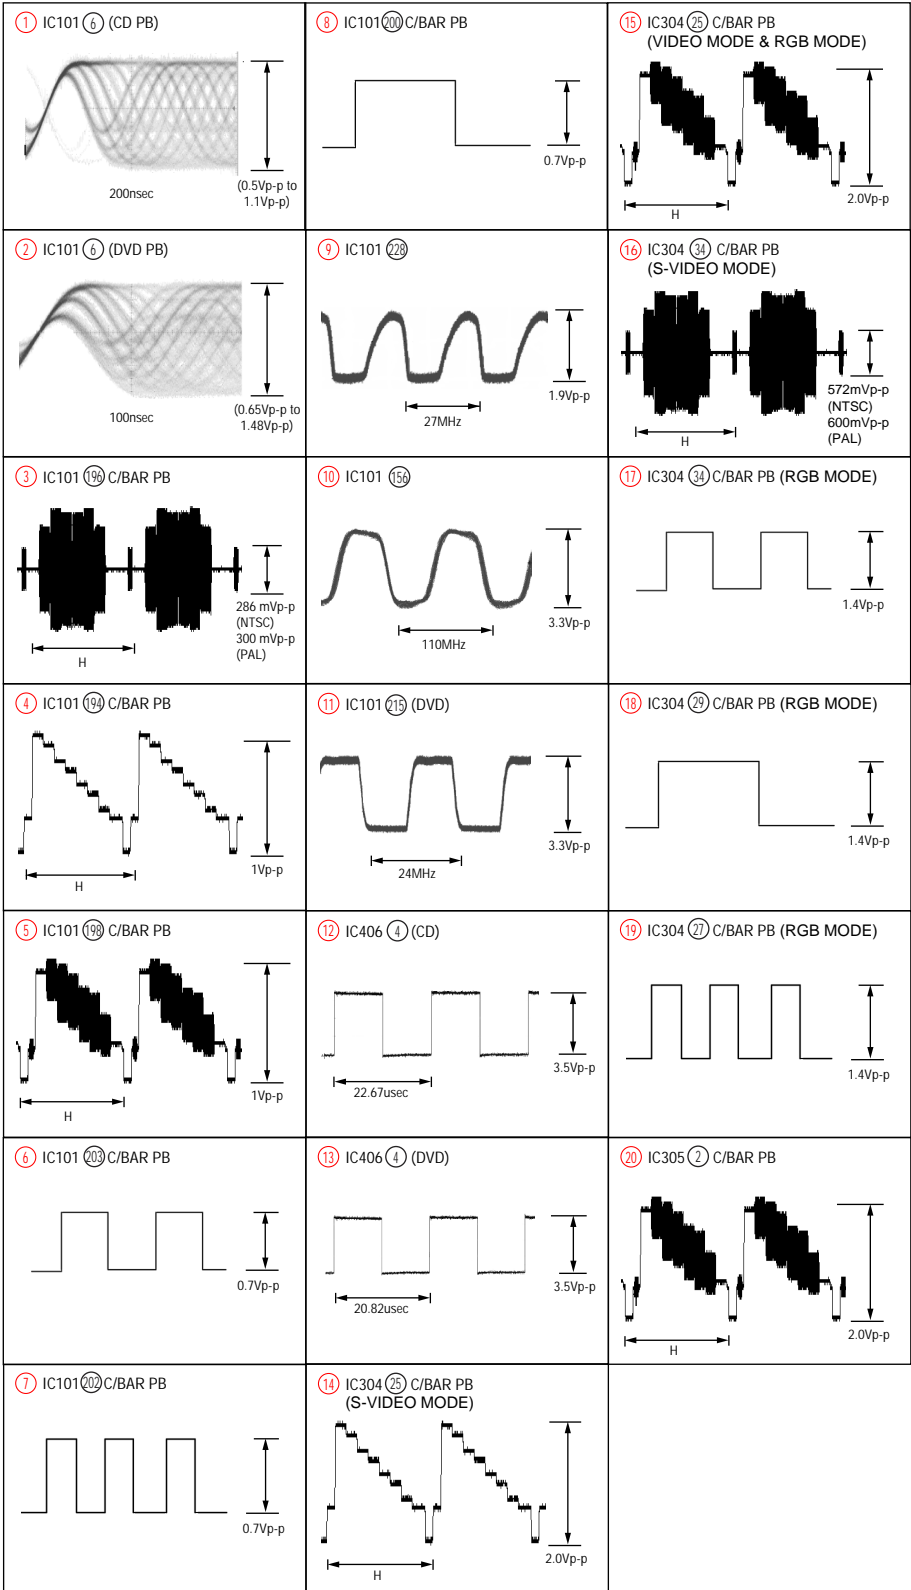 1 IC101 6 (CD PB)
200nsec
(0.5Vp-p to
1.1Vp-p)
2 IC101 6 (DVD PB)
100nsec
(0.65Vp-p to
1.48Vp-p)
3 IC101 196 C/BAR PB
286 mVp-p
(NTSC)
300 mVp-p
(PAL)
H
4 IC101 194 C/BAR PB
1Vp-p
H
5 IC101 198 C/BAR PB
1Vp-p
H
6 IC101 203 C/BAR PB
0.7Vp-p
7 IC101 202 C/BAR PB
0.7Vp-p
8 IC101 200 C/BAR PB
0.7Vp-p
9 IC101 228
1.9Vp-p
27MHz
10 IC101 156
3.3Vp-p
110MHz
11 IC101 215 (DVD)
3.3Vp-p
24MHz
12 IC406 4 (CD)
3.5Vp-p
22.67usec
13 IC406 4 (DVD)
3.5Vp-p
20.82usec
14 IC304 25 C/BAR PB
(S-VIDEO MODE)
2.0Vp-p
H
15 IC304 25 C/BAR PB
(VIDEO MODE & RGB MODE)
2.0Vp-p
H
16 IC304 34 C/BAR PB
(S-VIDEO MODE)
572mVp-p
(NTSC)
600mVp-p
(PAL)
H
17 IC304 34 C/BAR PB (RGB MODE)
1.4Vp-p
18 IC304 29 C/BAR PB (RGB MODE)
1.4Vp-p
19 IC304 27 C/BAR PB (RGB MODE)
1.4Vp-p
20 IC305 2 C/BAR PB
2.0Vp-p
H